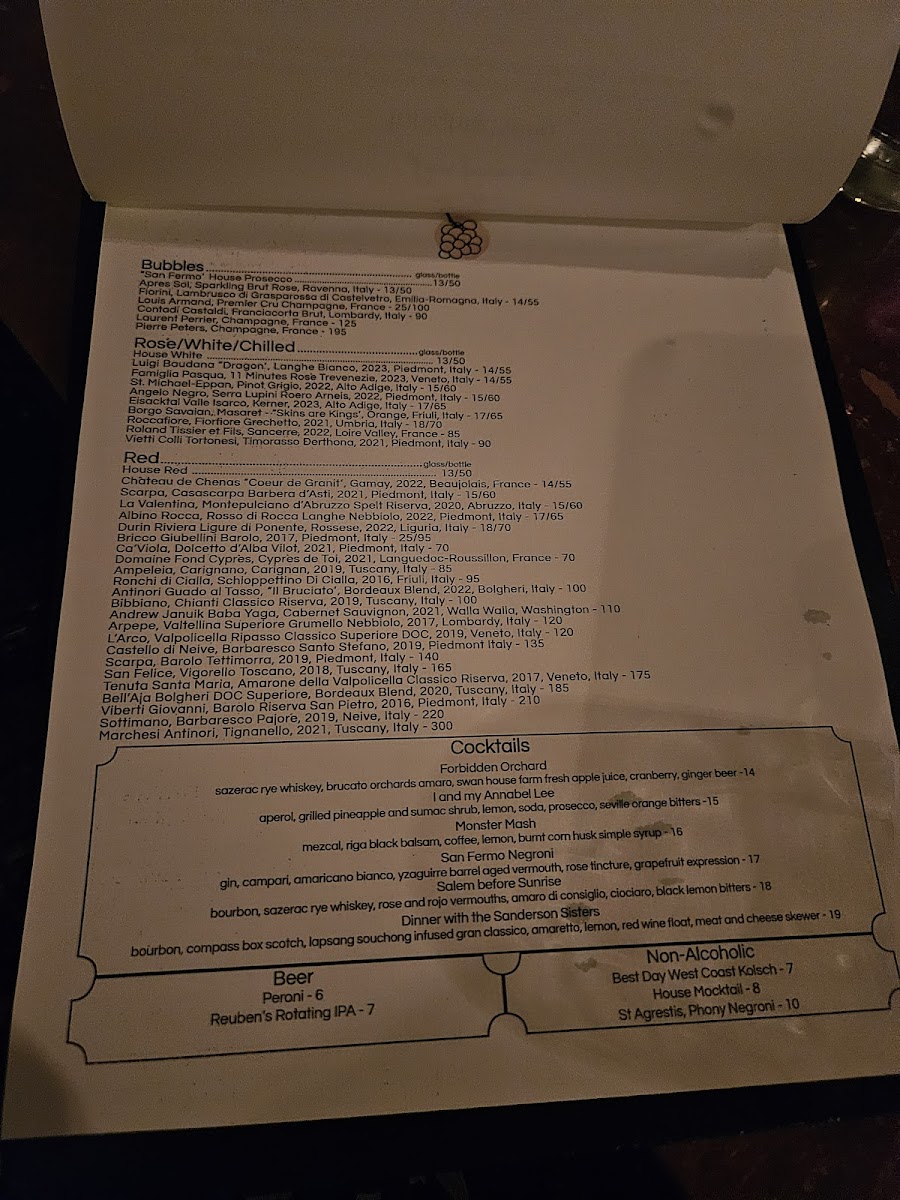 Bubbles ........ glass/bottle
"San Fermo" House Prosecco ........ 13/50
Apres Sol, Sparkling Brut Rose, Ravenna, Italy - 13/50
Fiorini, Lambrusco di Grasparossa di Castelvetro, Emilia-Romagna, Italy - 14/55
Louis Armand, Premier Cru Champagne, France - 25/100
Contadi Castaldi, Franciacorta Brut, Lombardy, Italy - 90
Laurent Perrier, Champagne, France - 125
Pierre Peters, Champagne, France - 195
Rose/White/Chilled ........ glass/bottle
House White ........ 13/50
Luigi Baudana "Dragon", Langhe Bianco, 2023, Piedmont, Italy - 14/55
Famiglia Pasqua, 11 Minutes Rosè Trevenezie, 2023, Veneto, Italy - 14/55
St. Michael-Eppan, Pinot Grigio, 2022, Alto Adige, Italy - 15/60
Angelo Negro, Serra Lupini Roero Arneis, 2022, Piedmont, Italy - 15/60
Eisacktal Valle Isarco, Kerner, 2023, Alto Adige, Italy - 17/65
Borgo Savaian, Masaret - "Skins are Kings", Orange, Friuli, Italy - 17/65
Roccafiore, Fiorfiore Grechetto, 2021, Umbria, Italy - 18/70
Roland Tissier et Fils, Sancerre, 2022, Loire Valley, France - 85
Vietti Colli Tortonesi, Timorasso Derthona, 2021, Piedmont, Italy - 90
Red ........ glass/bottle
House Red ........ 13/50
Château de Chenas "Coeur de Granit", Gamay, 2022, Beaujolais, France - 14/55
Scarpa, Casascarpa Barbera d'Asti, 2021, Piedmont, Italy - 15/60
La Valentina, Montepulciano d'Abruzzo Spelt Riserva, 2020, Abruzzo, Italy - 15/60
Albino Rocca, Rosso di Rocca Langhe Nebbiolo, 2022, Piedmont, Italy - 17/65
Durin Riviera Ligure di Ponente, Rossese, 2022, Liguria, Italy - 18/70
Bricco Giubellini Barolo, 2017, Piedmont, Italy - 25/95
Ca'Viola, Dolcetto d'Alba Vilot, 2021, Piedmont, Italy - 70
Domaine Fond Cyprès, Cyprès de Toi, 2021, Languedoc-Roussillon, France - 70
Ampeleia, Carignano, Carignan, 2019, Tuscany, Italy - 85
Ronchi di Cialla, Schloppettino Di Cialla, 2016, Friuli, Italy - 95
Antinori Guado al Tasso, "Il Bruciato", Bordeaux Blend, 2022, Bolgheri, Italy - 100
Bibbiano, Chianti Classico Riserva, 2019, Tuscany, Italy - 100
Andrew Januik Baba Yaga, Cabernet Sauvignon, 2021, Walla Walla, Washington - 110
Arpepe, Valtellina Superiore Grumello Nebbiolo, 2017, Lombardy, Italy - 120
L'Arco, Valpolicella Ripasso Classico Superiore DOC, 2019, Veneto, Italy - 120
Castello di Neive, Barbaresco Santo Stefano, 2019, Piedmont Italy - 135
Scarpa, Barolo Tettimorra, 2019, Piedmont, Italy - 140
San Felice, Vigorello Toscano, 2018, Tuscany, Italy - 165
Tenuta Santa Maria, Amarone della Valpolicella Classico Riserva, 2017, Veneto, Italy - 175
Bell'Aja Bolgheri DOC Superiore, Bordeaux Blend, 2020, Tuscany, Italy - 185
Viberti Giovanni, Barolo Riserva San Pietro, 2016, Piedmont, Italy - 210
Sottimano, Barbaresco Pajorè, 2019, Neive, Italy - 220
Marchesi Antinori, Tignanello, 2021, Tuscany, Italy - 300
Cocktails
Forbidden Orchard
sazerac rye whiskey, brucato orchards amaro, swan house farm fresh apple juice, cranberry, ginger beer -14
I and my Annabel Lee
aperol, grilled pineapple and sumac shrub, lemon, soda, prosecco, seville orange bitters -15
Monster Mash
mezcal, riga black balsam, coffee, lemon, burnt corn husk simple syrup - 16
San Fermo Negroni
gin, campari, amaricano bianco, yzaguirre barrel aged vermouth, rose tincture, grapefruit expression - 17
Salem before Sunrise
bourbon, sazerac rye whiskey, rose and rojo vermouths, amaro di consiglio, ciociaro, black lemon bitters - 18
Dinner with the Sanderson Sisters
bourbon, compass box scotch, lapsang souchong infused gran classico, amaretto, lemon, red wine float, meat and cheese skewer - 19
Beer
Peroni - 6
Reuben's Rotating IPA - 7
Non-Alcoholic
Best Day West Coast Kolsch - 7
House Mocktail - 8
St Agrestis, Phony Negroni - 10